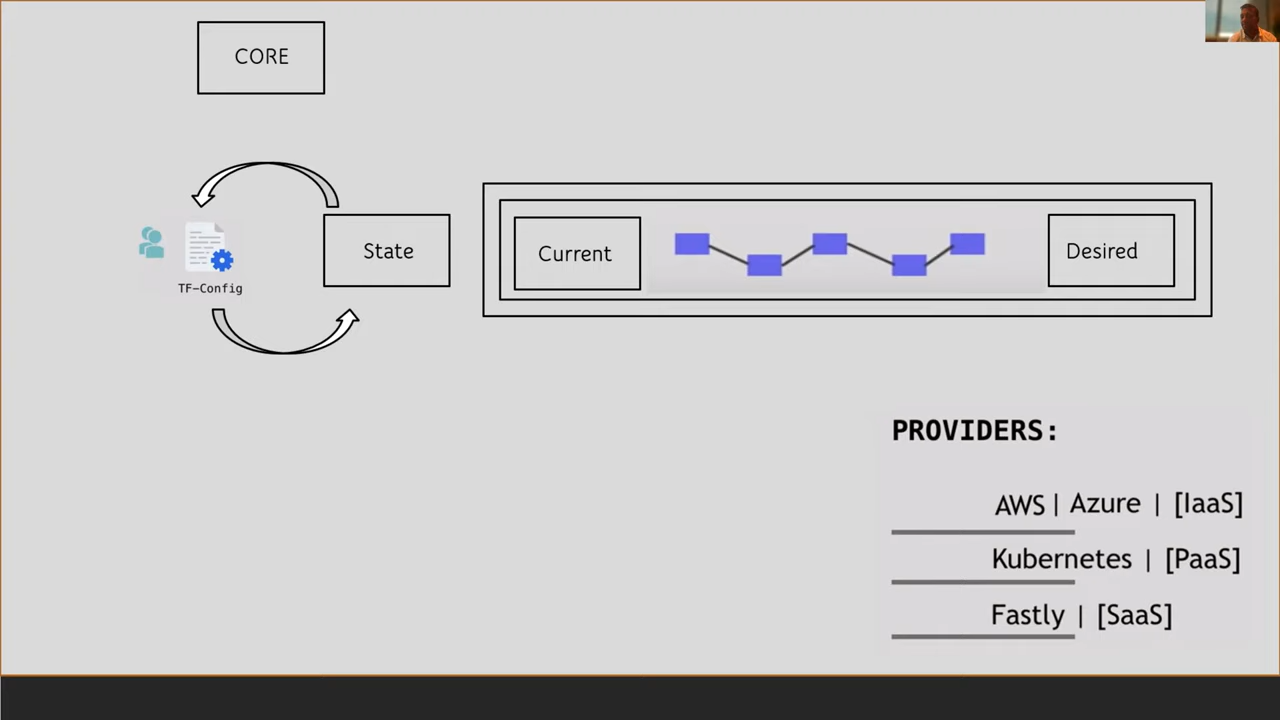 CORE
TF-Config
State
Current
Desired
PROVIDERS:
AWS | Azure | [IaaS]
Kubernetes | [PaaS]
Fastly | [SaaS]